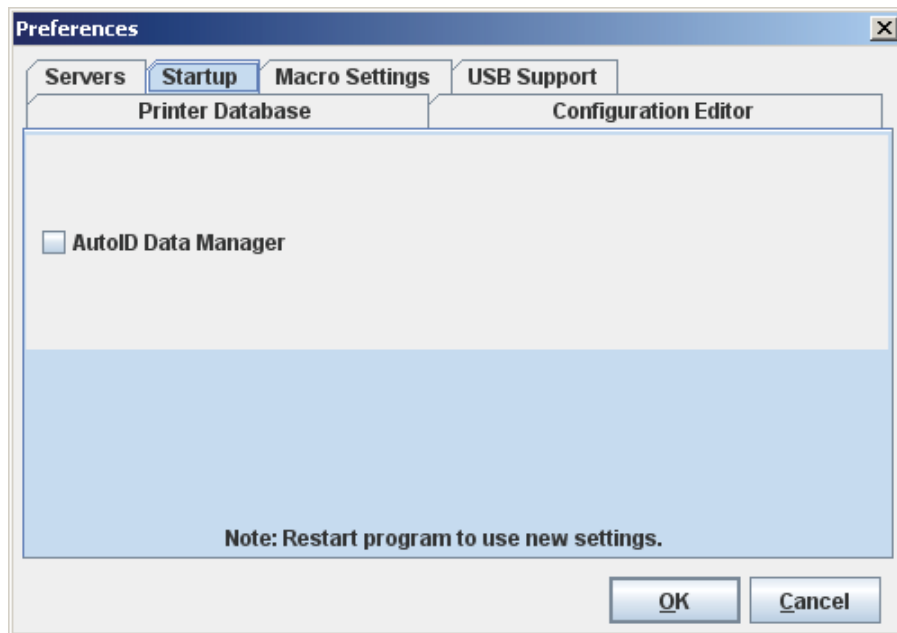 Preferences
Servers Startup Macro Settings USB Support
Printer Database Configuration Editor
AutoID Data Manager
Note: Restart program to use new settings.
OK Cancel